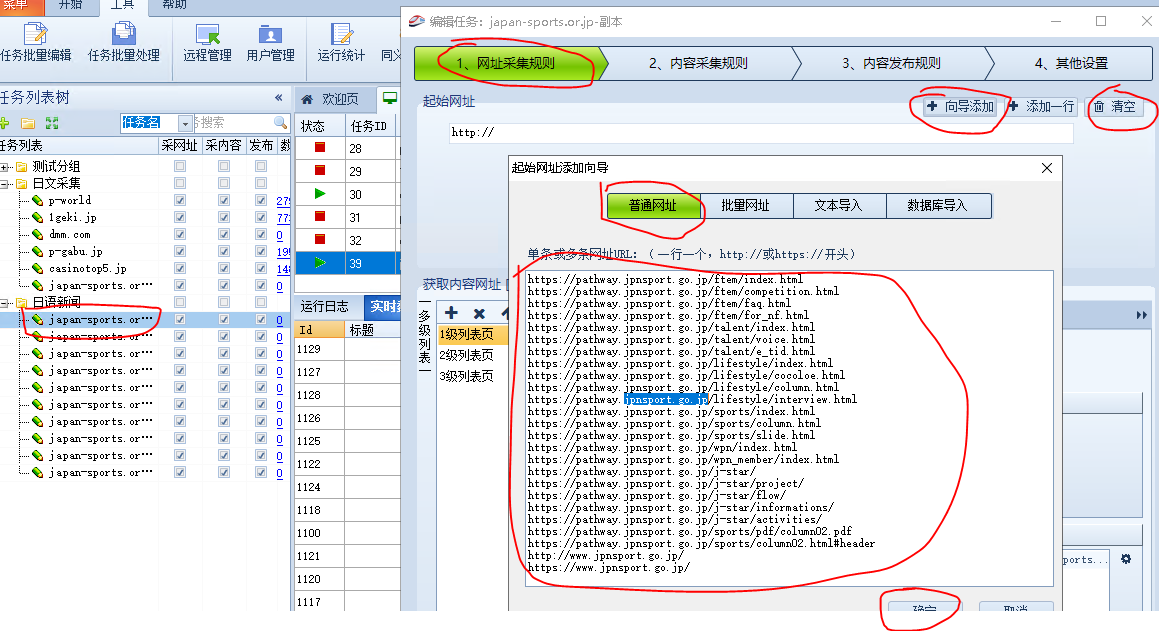 菜单 开始 工具 帮助
任务批量编辑 任务批量处理 远程管理 用户管理 运行统计 同义
任务列表树 «
任务名 搜索
任务列表 采网址 采内容 发布 数
测试分组
日文采集
p-world 279
1geki.jp 773
dmm.com 0
p-gabu.jp 195
casinotop5.jp 148
japan-sports.or··· 0
日语新闻
japan-sports.or··· 0
japan-sports.or··· 0
japan-sports.or··· 0
japan-sports.or··· 0
japan-sports.or··· 0
japan-sports.or··· 0
japan-sports.or··· 0
japan-sports.or··· 0
japan-sports.or··· 0
japan-sports.or··· 0
欢迎页
状态 任务ID
28
29
30
31
32
39
运行日志 实时数
Id 标题
1129
1127
1128
1126
1125
1122
1124
1118
1100
1121
1120
1117
编辑任务: japan-sports.or.jp-副本
1、网址采集规则 2、内容采集规则 3、内容发布规则 4、其他设置
起始网址 向导添加 添加一行 清空
http://
获取内容网址
多级列表
1级列表页
2级列表页
3级列表页
ports...
起始网址添加向导
普通网址 批量网址 文本导入 数据库导入
单条或多条网址URL: (一行一个, http://或https://开头)
https://pathway.jpnsport.go.jp/ftem/index.html
https://pathway.jpnsport.go.jp/ftem/competition.html
https://pathway.jpnsport.go.jp/ftem/faq.html
https://pathway.jpnsport.go.jp/ftem/for_nf.html
https://pathway.jpnsport.go.jp/talent/index.html
https://pathway.jpnsport.go.jp/talent/voice.html
https://pathway.jpnsport.go.jp/talent/e_tid.html
https://pathway.jpnsport.go.jp/lifestyle/index.html
https://pathway.jpnsport.go.jp/lifestyle/cocoloe.html
https://pathway.jpnsport.go.jp/lifestyle/column.html
https://pathway.jpnsport.go.jp/lifestyle/interview.html
https://pathway.jpnsport.go.jp/sports/index.html
https://pathway.jpnsport.go.jp/sports/column.html
https://pathway.jpnsport.go.jp/sports/slide.html
https://pathway.jpnsport.go.jp/wpn/index.html
https://pathway.jpnsport.go.jp/wpn_member/index.html
https://pathway.jpnsport.go.jp/j-star/
https://pathway.jpnsport.go.jp/j-star/project/
https://pathway.jpnsport.go.jp/j-star/flow/
https://pathway.jpnsport.go.jp/j-star/informations/
https://pathway.jpnsport.go.jp/j-star/activities/
https://pathway.jpnsport.go.jp/sports/pdf/column02.pdf
https://pathway.jpnsport.go.jp/sports/column02.html#header
http://www.jpnsport.go.jp/
https://www.jpnsport.go.jp/
确定 取消